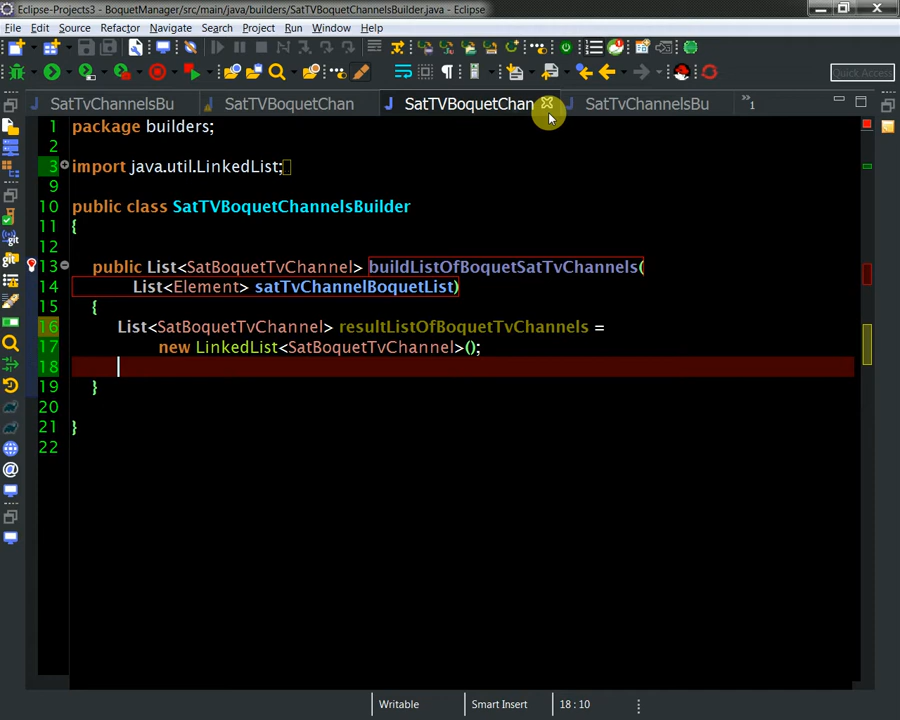 Eclipse-Projects3 - BoquetManager/src/main/java/builders/SatTVBoquetChannelsBuilder.java - Eclipse
File Edit Source Refactor Navigate Search Project Run Window Help
Quick Access
SatTvChannelsBu SatTVBoquetChan SatTVBoquetChan SatTvChannelsBu »1
1 package builders;
2
3 import java.util.LinkedList;
9
10 public class SatTVBoquetChannelsBuilder
11 {
12
13 public List<SatBoquetTvChannel> buildListOfBoquetSatTvChannels(
14 List<Element> satTvChannelBoquetList)
15 {
16 List<SatBoquetTvChannel> resultListOfBoquetTvChannels =
17 new LinkedList<SatBoquetTvChannel>();
18
19 }
20
21 }
22
Writable Smart Insert 18 : 10